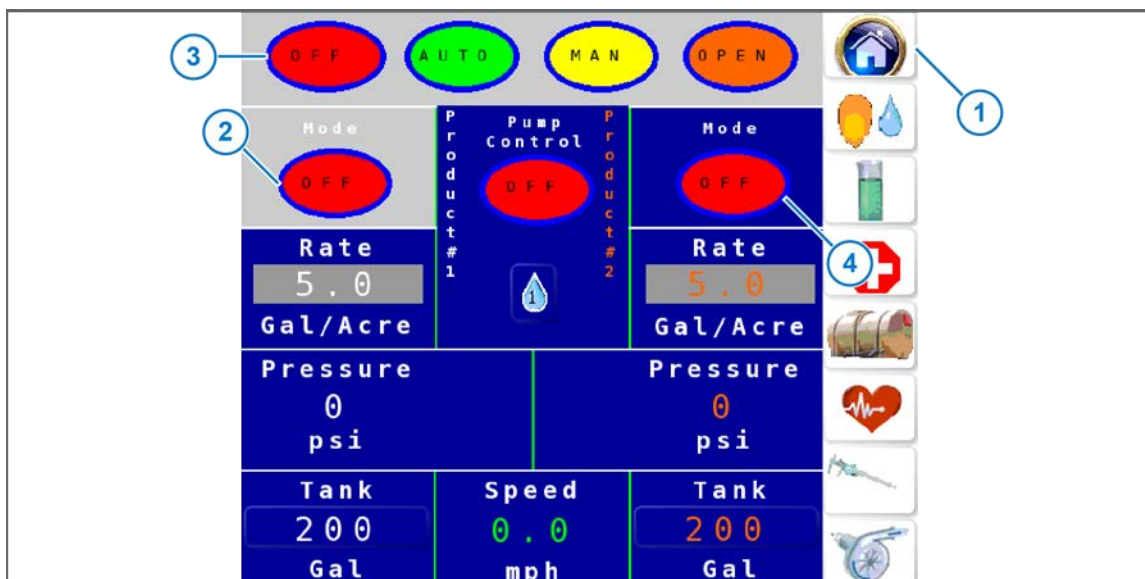 3
OFF
AUTO
MAN
OPEN
1
2
Mode
OFF
Product#1
Pump
Control
OFF
1
Product#2
Mode
OFF
4
Rate
5.0
Gal/Acre
Rate
5.0
Gal/Acre
Pressure
0
psi
Pressure
0
psi
Tank
200
Gal
Speed
0.0
mph
Tank
200
Gal